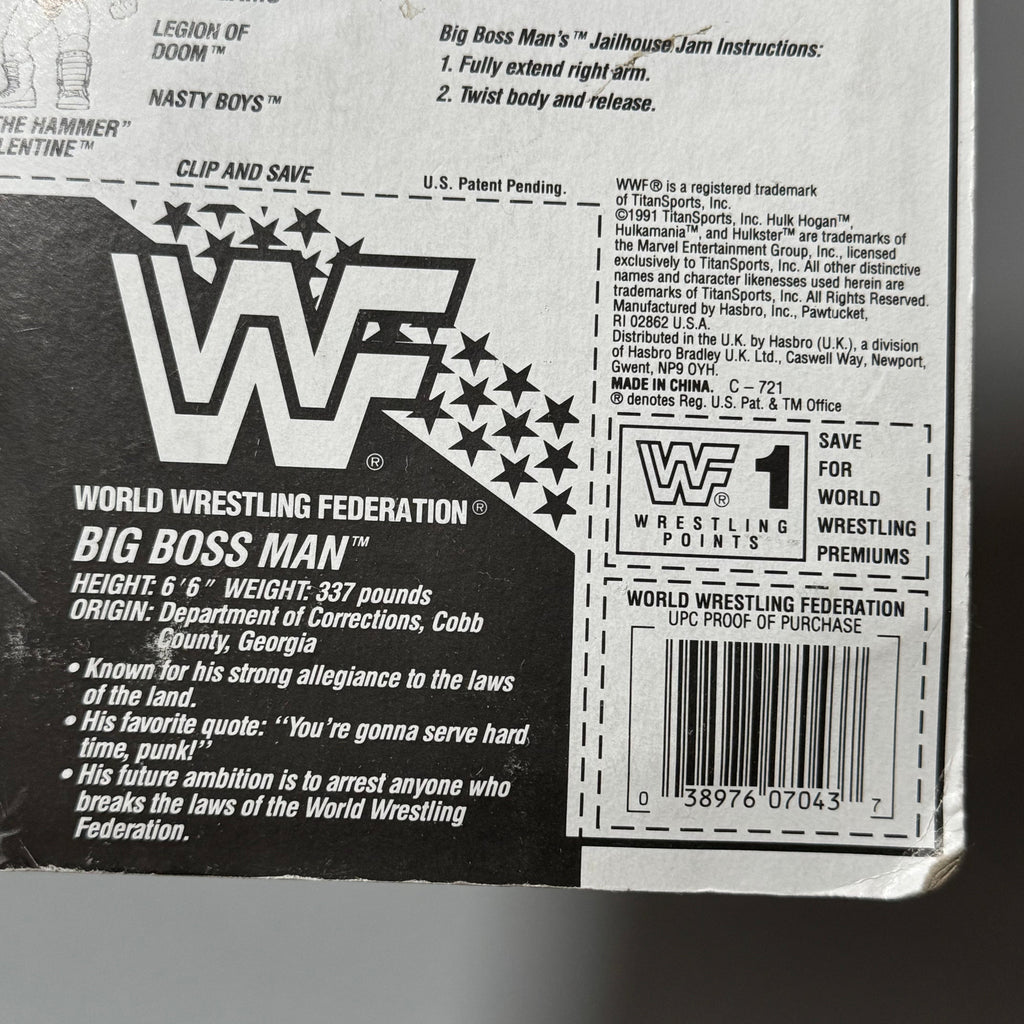 LEGION OF
DOOM™
NASTY BOYS™
THE HAMMER”
LENTINE™
CLIP AND SAVE
Big Boss Man's™ Jailhouse Jam Instructions:
1. Fully extend right arm.
2. Twist body and release.
U.S. Patent Pending.
WWF® is a registered trademark
of TitanSports, Inc.
©1991 TitanSports, Inc. Hulk Hogan™,
Hulkamania™, and Hulkster™ are trademarks of
the Marvel Entertainment Group, Inc., licensed
exclusively to TitanSports, Inc. All other distinctive
names and character likenesses used herein are
trademarks of TitanSports, Inc. All Rights Reserved.
Manufactured by Hasbro, Inc., Pawtucket,
RI 02862 U.S.A.
Distributed in the U.K. by Hasbro (U.K.), a division
of Hasbro Bradley U.K. Ltd., Caswell Way, Newport,
Gwent, NP9 OYH.
MADE IN CHINA. C – 721
® denotes Reg. U.S. Pat. & TM Office
WF®
WORLD WRESTLING FEDERATION®
BIG BOSS MAN™
HEIGHT: 6'6" WEIGHT: 337 pounds
ORIGIN: Department of Corrections, Cobb
County, Georgia
• Known for his strong allegiance to the laws
of the land.
• His favorite quote: “You're gonna serve hard
time, punk!”
• His future ambition is to arrest anyone who
breaks the laws of the World Wrestling
Federation.
WF® 1
WRESTLING
POINTS
SAVE
FOR
WORLD
WRESTLING
PREMIUMS
WORLD WRESTLING FEDERATION
UPC PROOF OF PURCHASE
0 38976 07043 7